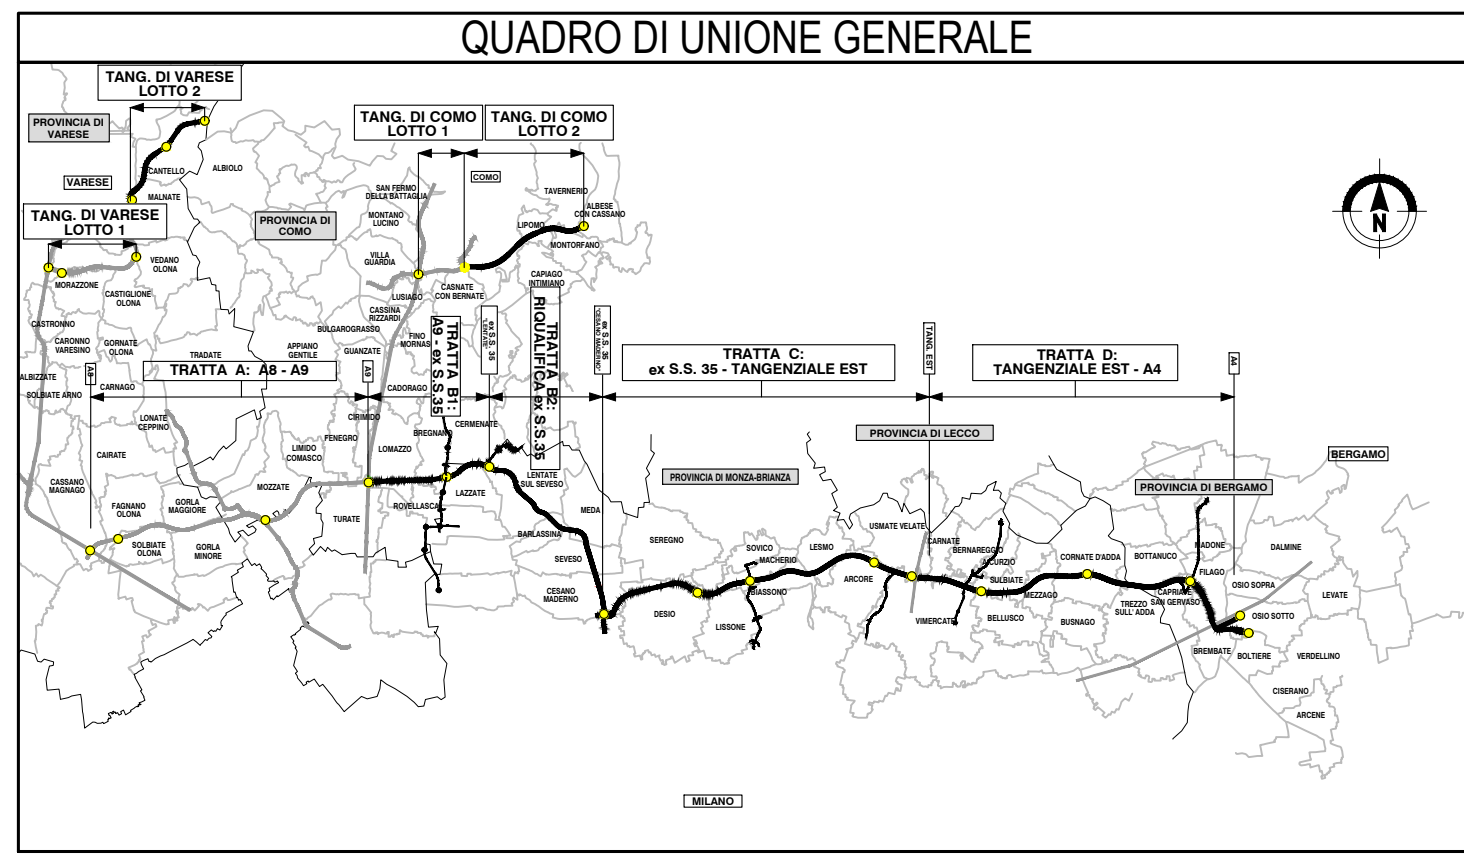 QUADRO DI UNIONE GENERALE
TANG. DI VARESE
LOTTO 2
PROVINCIA DI
VARESE
TANG. DI COMO
LOTTO 1
TANG. DI COMO
LOTTO 2
CANTELLO
ALBIOLO
VARESE
MALNATE
COMO
SAN FERMO
DELLA BATTAGLIA
TAVERNERIO
ALBESE
CON CASSANO
TANG. DI VARESE
LOTTO 1
PROVINCIA DI
COMO
MONTANO
LUCINO
LIPOMO
MONTORFANO
N
VEDANO
OLONA
VILLA
GUARDIA
MORAZZONE
CASTIGLIONE
OLONA
LUSIAGO
CASNATE
CON BERNATE
CAPIAGO
INTIMIANO
CASSINA
RIZZARDI
CASTRONNO
BULGAROGRASSO
CARONNO
VARESINO
GORNATE
OLONA
APPIANO
GENTILE
GUANZATE
FINO
MORNAS
TRADATE
TRATTA B1:
A9 - ex S.S.35
ex S.S. 35
"LENTATE"
TRATTA B2:
RIQUALIFICA ex S.S.35
ex S.S. 35
"CESANO MADERNO"
TANG. EST
A4
A8
A9
TRATTA A: A8 - A9
TRATTA C:
ex S.S. 35 - TANGENZIALE EST
TRATTA D:
TANGENZIALE EST - A4
ALBIZZATE
SOLBIATE ARNO
CARNAGO
CADORAGO
LONATE
CEPPINO
CIRIMIDO
FENEGRO
BREGNANO
CERMENATE
PROVINCIA DI LECCO
CAIRATE
LIMIDO
COMASCO
LOMAZZO
BERGAMO
CASSANO
MAGNAGO
MOZZATE
LAZZATE
LENTATE
SUL SEVESO
PROVINCIA DI MONZA-BRIANZA
PROVINCIA DI BERGAMO
FAGNANO
OLONA
GORLA
MAGGIORE
ROVELLASCA
TURATE
MEDA
SOLBIATE
OLONA
GORLA
MINORE
BARLASSINA
SEVESO
SEREGNO
SOVICO
MACHERIO
LESMO
USMATE VELATE
CARNATE
BERNAREGGIO
AICURZIO
CORNATE D'ADDA
BOTTANUCO
MADONE
DALMINE
FILAGO
OSIO SOPRA
SULBIATE
ARCORE
CESANO
MADERNO
BIASSONO
MEZZAGO
CAPRIATE
SAN GERVASO
LEVATE
DESIO
LISSONE
VIMERCATE
BELLUSCO
BUSNAGO
TREZZO
SULL' ADDA
OSIO SOTTO
BREMBATE
BOLTIERE
VERDELLINO
CISERANO
ARCENE
MILANO